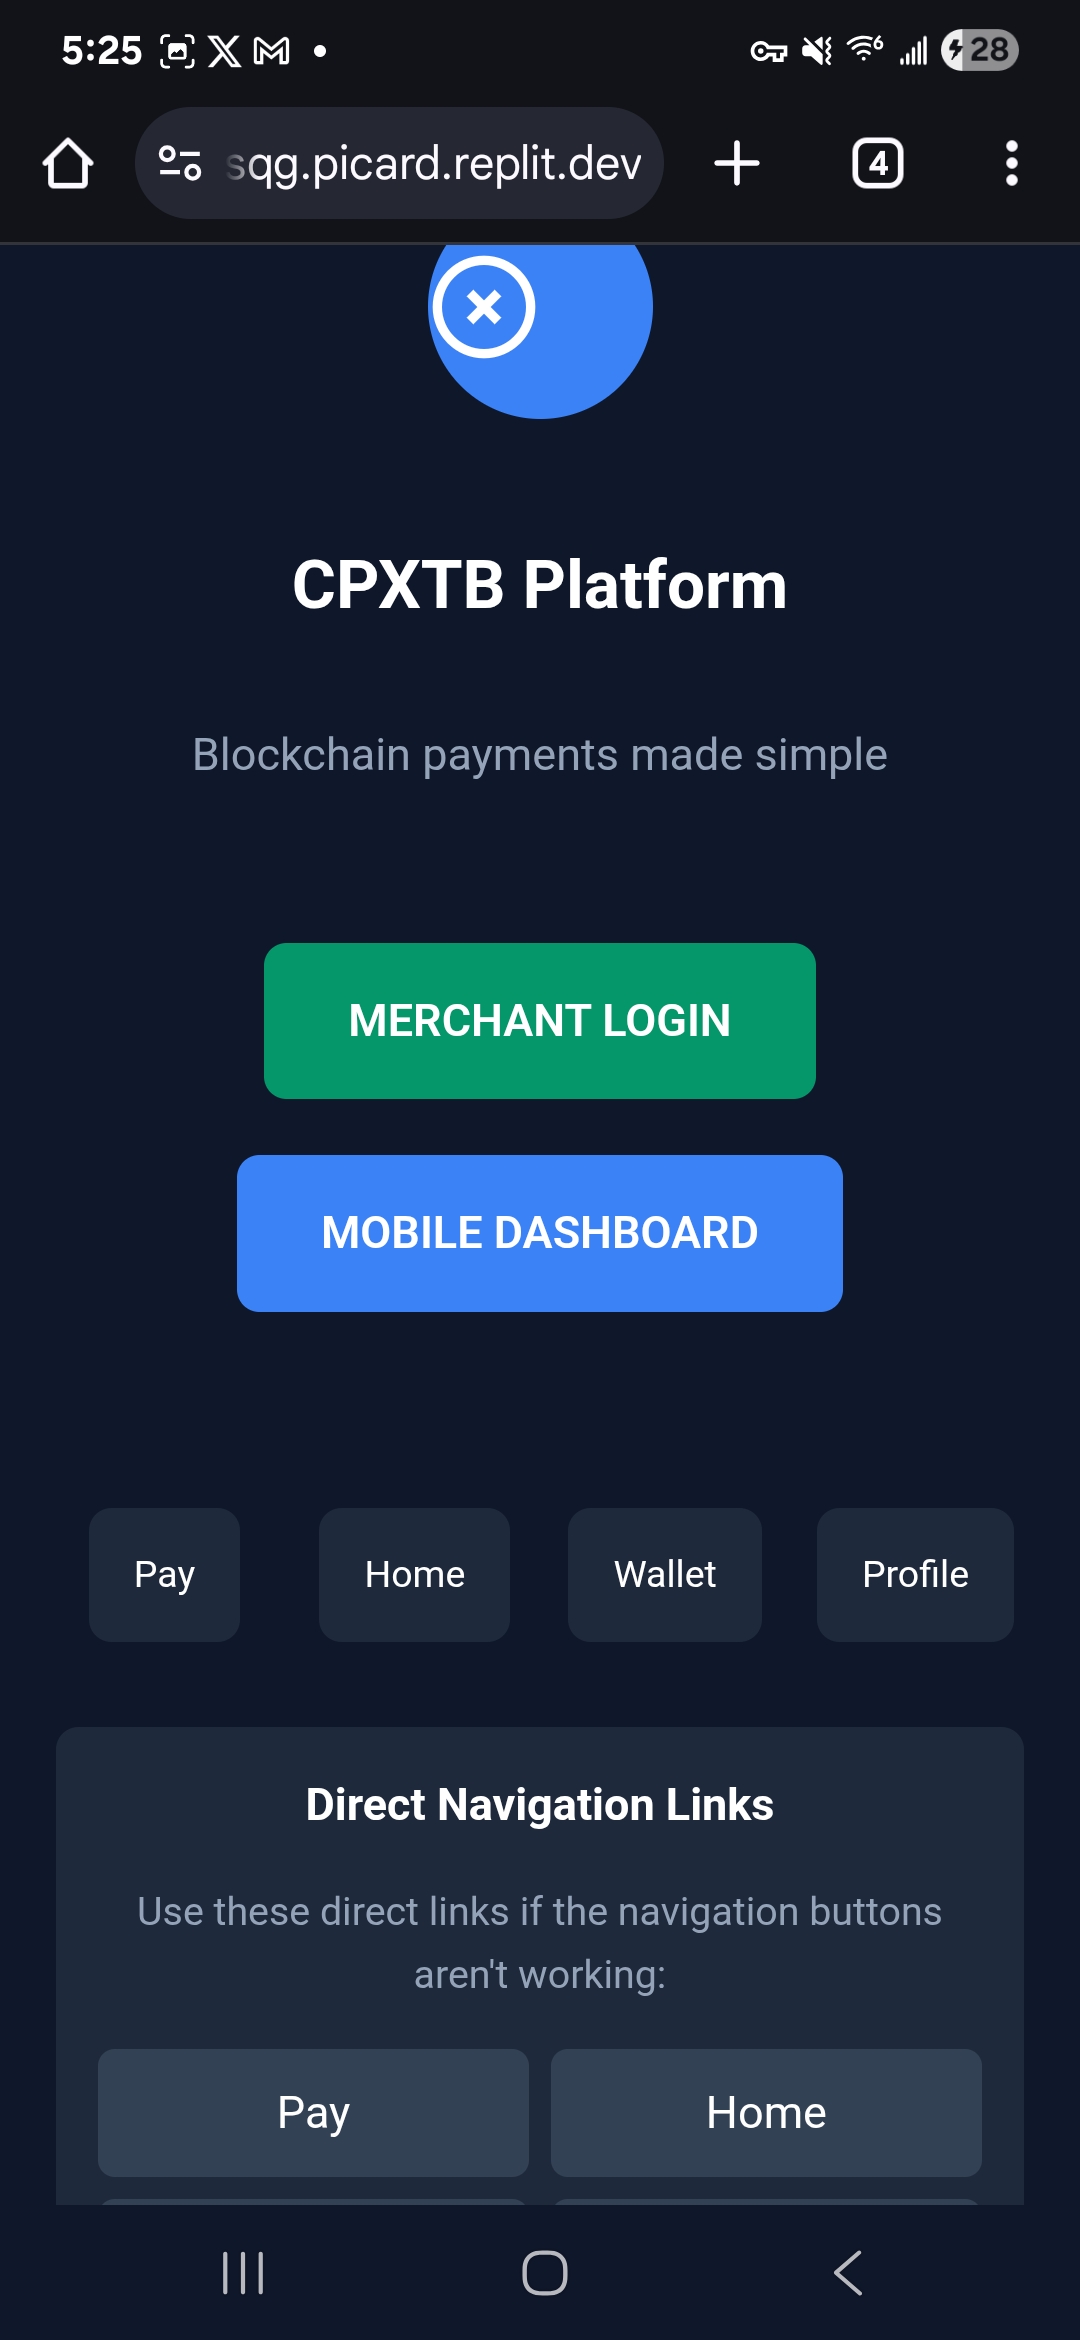 5:25
28
sqg.picard.replit.dev
4
CPXTB Platform
Blockchain payments made simple
MERCHANT LOGIN
MOBILE DASHBOARD
Pay
Home
Wallet
Profile
Direct Navigation Links
Use these direct links if the navigation buttons
aren't working:
Pay
Home